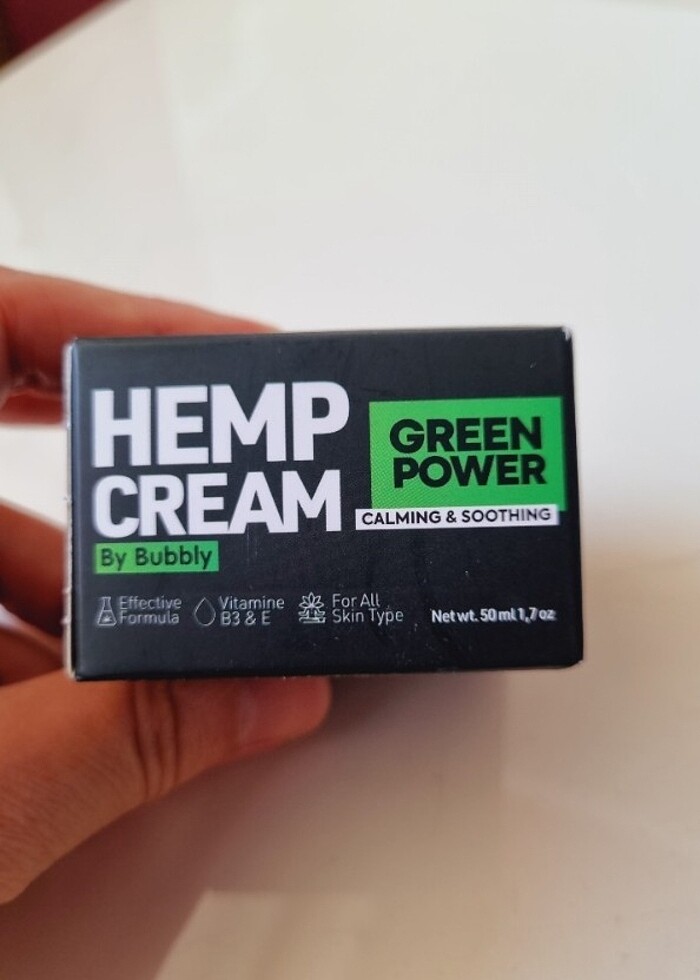 HEMP
CREAM
By Bubbly
GREEN
POWER
CALMING & SOOTHING
Effective
Formula
Vitamine
B3 & E
For All
Skin Type
Net wt. 50 ml 1,7 oz